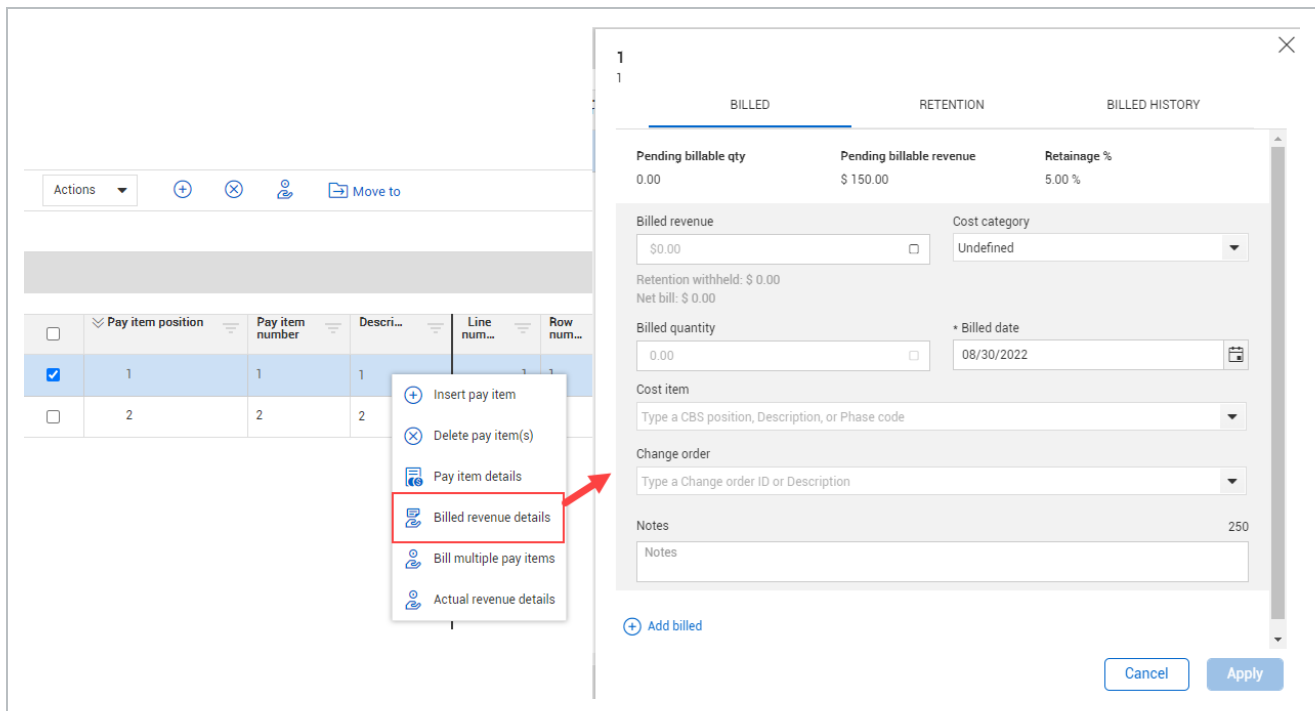 Actions
Move to
Pay item position
Pay item number
Descri...
Line num...
Row num...
1
1
1
1
1
2
2
2
Insert pay item
Delete pay item(s)
Pay item details
Billed revenue details
Bill multiple pay items
Actual revenue details
1
1
BILLED
RETENTION
BILLED HISTORY
Pending billable qty
Pending billable revenue
Retainage %
0.00
$ 150.00
5.00 %
Billed revenue
Cost category
$0.00
Undefined
Retention withheld: $ 0.00
Net bill: $ 0.00
Billed quantity
* Billed date
0.00
08/30/2022
Cost item
Type a CBS position, Description, or Phase code
Change order
Type a Change order ID or Description
Notes
250
Notes
Add billed
Cancel
Apply